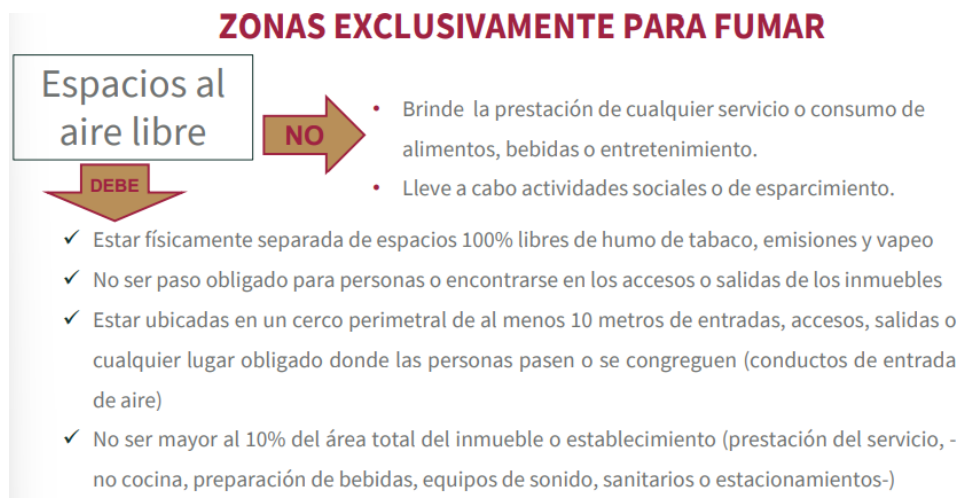 ZONAS EXCLUSIVAMENTE PARA FUMAR
Espacios al
aire libre
NO
• Brinde la prestación de cualquier servicio o consumo de
alimentos, bebidas o entretenimiento.
• Lleve a cabo actividades sociales o de esparcimiento.
DEBE
✓ Estar físicamente separada de espacios 100% libres de humo de tabaco, emisiones y vapeo
✓ No ser paso obligado para personas o encontrarse en los accesos o salidas de los inmuebles
✓ Estar ubicadas en un cerco perimetral de al menos 10 metros de entradas, accesos, salidas o
cualquier lugar obligado donde las personas pasen o se congreguen (conductos de entrada
de aire)
✓ No ser mayor al 10% del área total del inmueble o establecimiento (prestación del servicio, -
no cocina, preparación de bebidas, equipos de sonido, sanitarios o estacionamientos-)